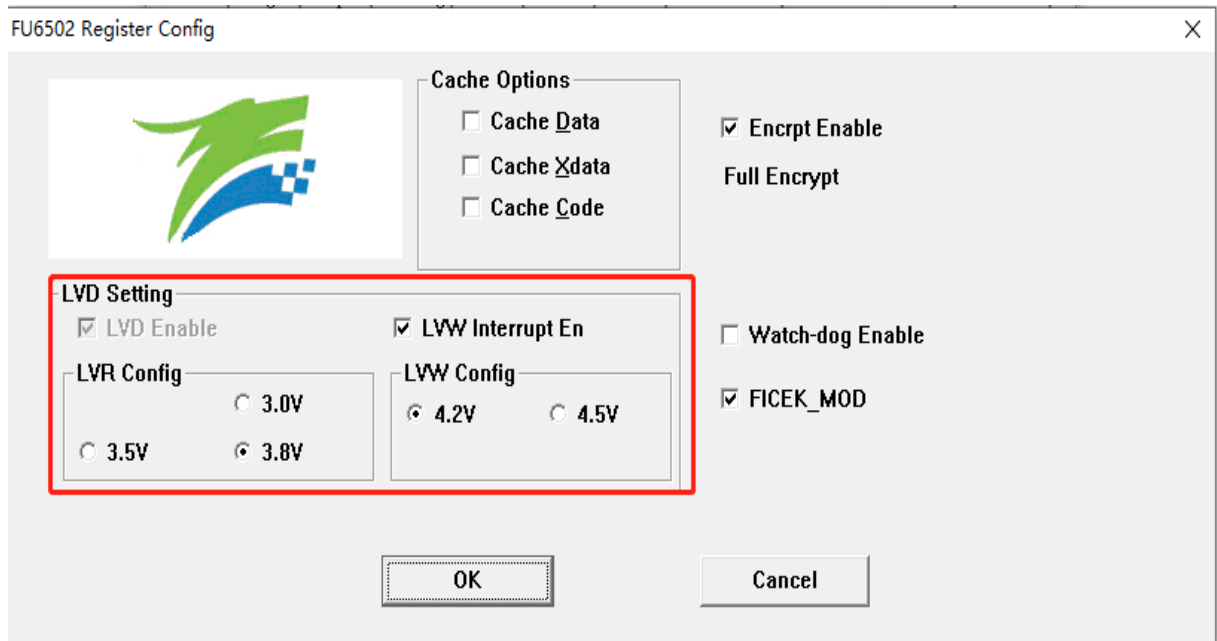 FU6502 Register Config
Cache Options
Cache Data
Cache Xdata
Cache Code
Encrpt Enable
Full Encrypt
LVD Setting
LVD Enable
LVW Interrupt En
LVR Config
3.0V
3.5V
3.8V
LVW Config
4.2V
4.5V
Watch-dog Enable
FICEK_MOD
OK
Cancel